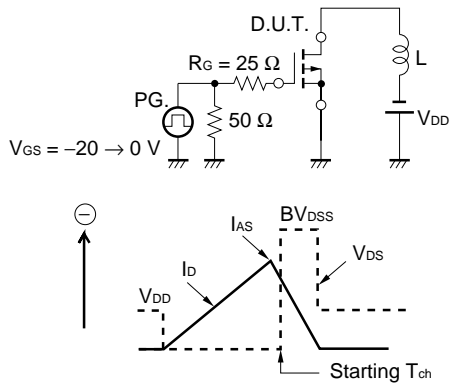 D.U.T.
RG = 25 Ω
L
PG.
50 Ω
VDD
VGS = −20 → 0 V
−
IAS
BVDSS
ID
VDS
VDD
Starting Tch